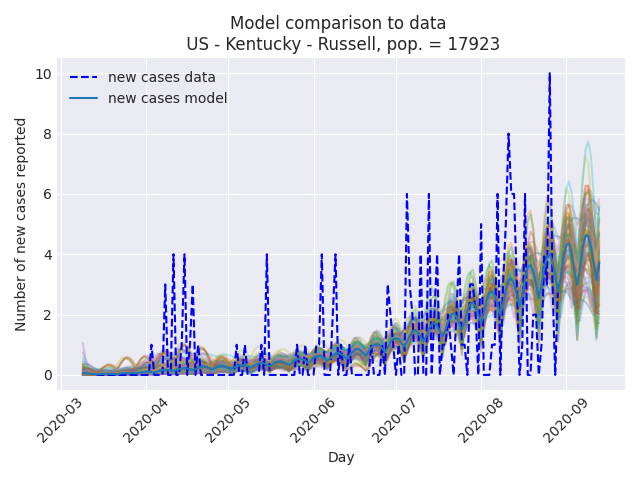 Model comparison to data
US - Kentucky - Russell, pop. = 17923
new cases data
new cases model
Number of new cases reported
10
8
6
4
2
0
2020-03
2020-04
2020-05
2020-06
2020-07
2020-08
2020-09
Day